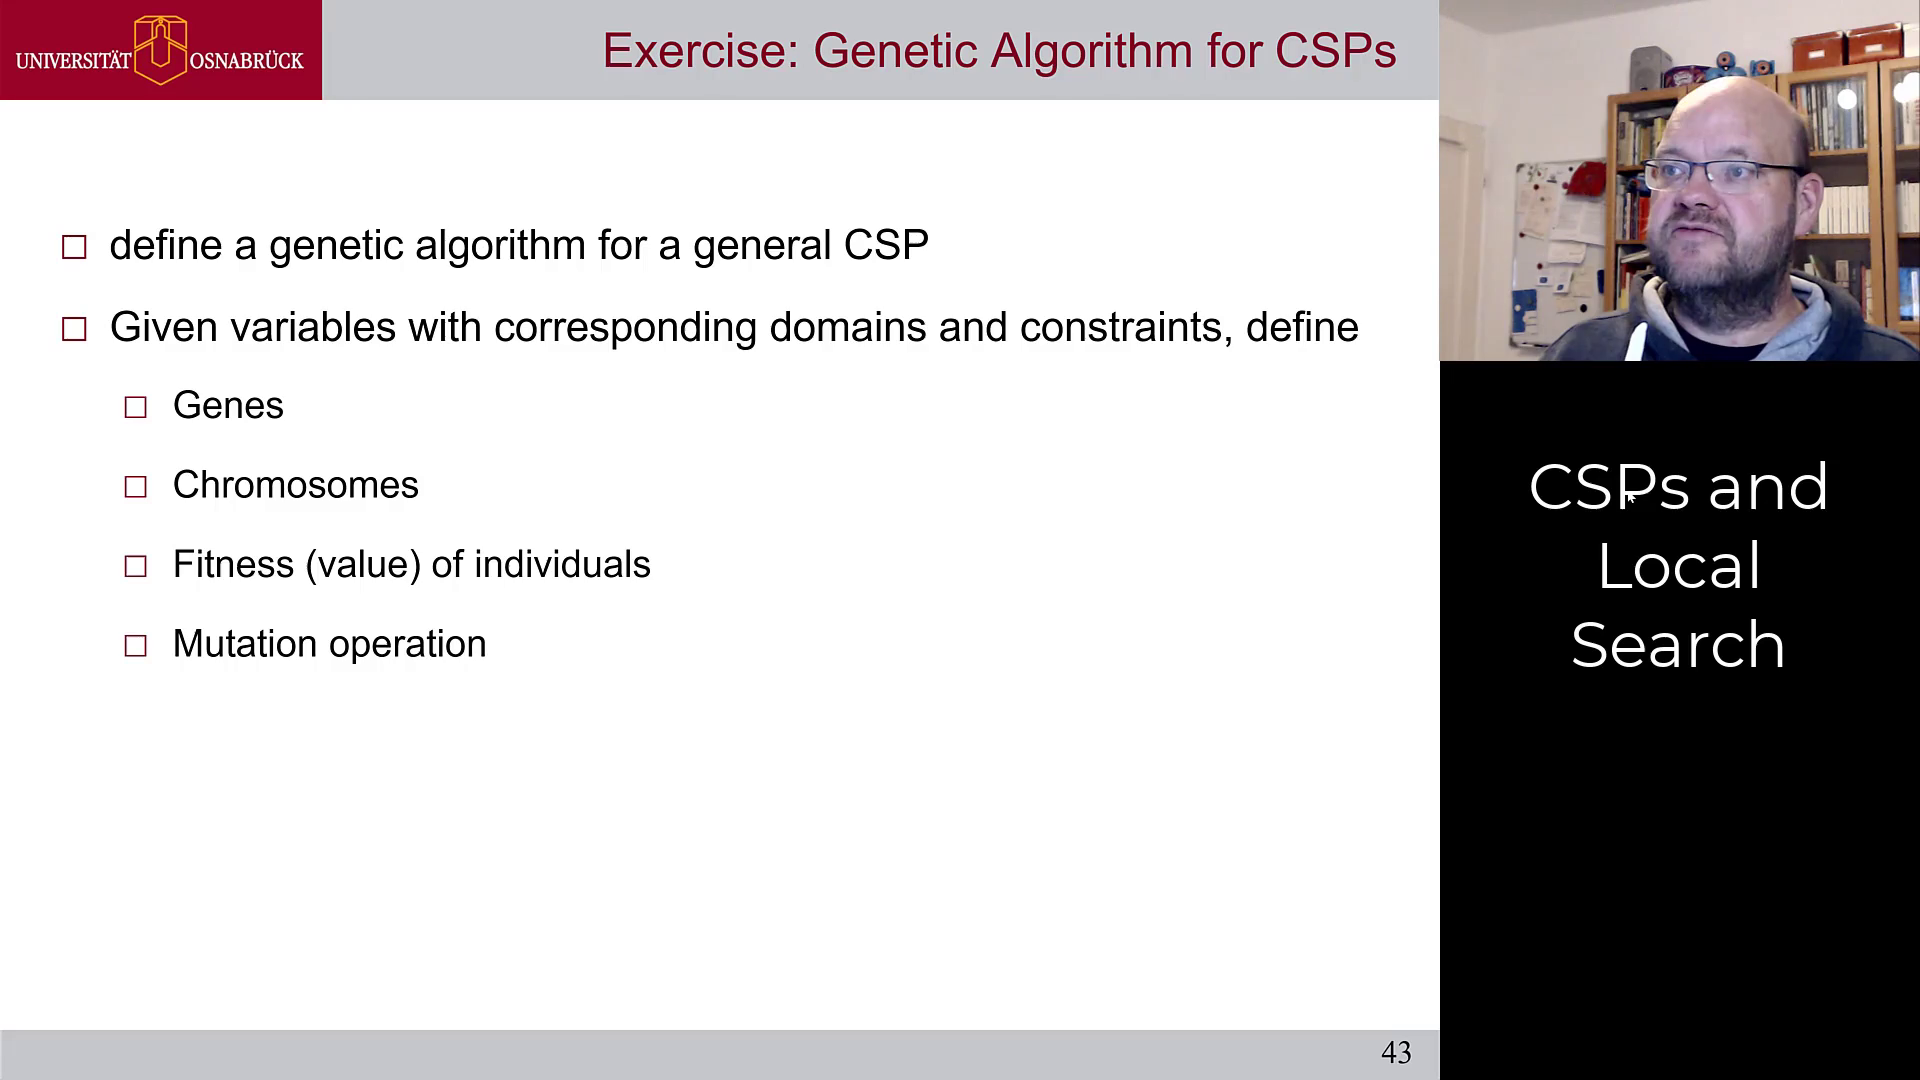 UNIVERSITÄT OSNABRÜCK
Exercise: Genetic Algorithm for CSPs
define a genetic algorithm for a general CSP
Given variables with corresponding domains and constraints, define
Genes
Chromosomes
Fitness (value) of individuals
Mutation operation
43
CSPs and
Local
Search